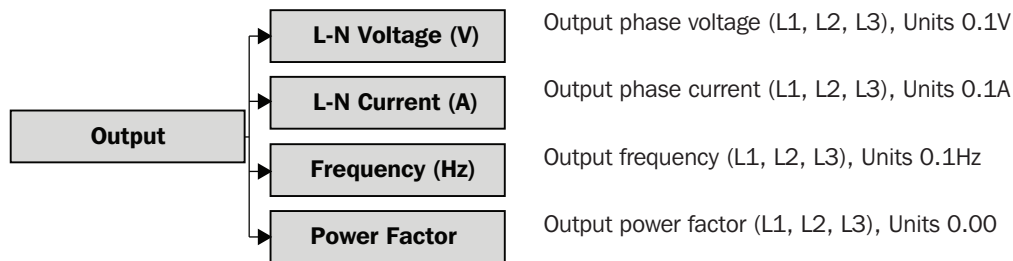 Output
L-N Voltage (V)
Output phase voltage (L1, L2, L3), Units 0.1V
L-N Current (A)
Output phase current (L1, L2, L3), Units 0.1A
Frequency (Hz)
Output frequency (L1, L2, L3), Units 0.1Hz
Power Factor
Output power factor (L1, L2, L3), Units 0.00